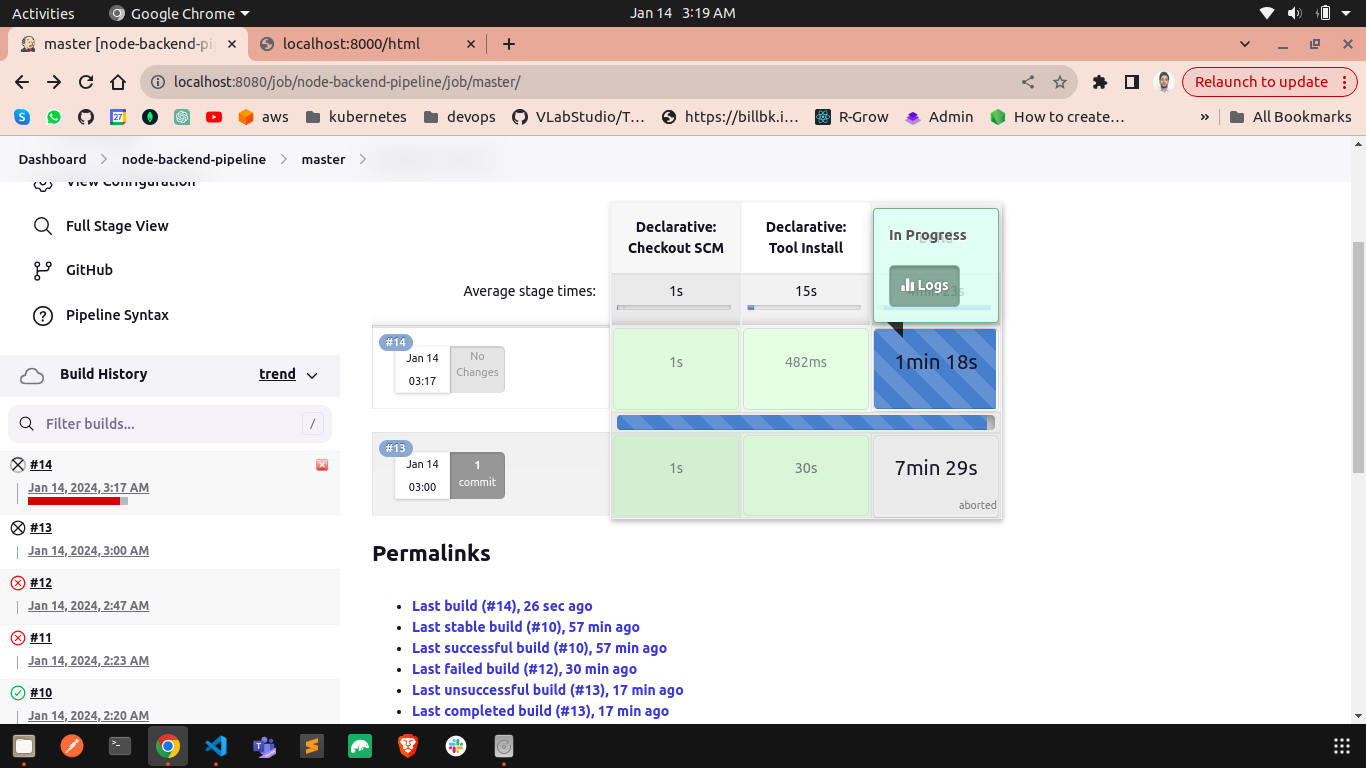 Activities
Google Chrome
Jan 14 3:19 AM
master [node-backend-pi
localhost:8000/html
localhost:8080/job/node-backend-pipeline/job/master/
Relaunch to update
aws
kubernetes
devops
VLabStudio/T…
https://billbk.i…
R-Grow
Admin
How to create…
»
All Bookmarks
Dashboard
node-backend-pipeline
master
View Configuration
Full Stage View
GitHub
Pipeline Syntax
Build History
trend
Filter builds...
/
#14
Jan 14, 2024, 3:17 AM
#13
Jan 14, 2024, 3:00 AM
#12
Jan 14, 2024, 2:47 AM
#11
Jan 14, 2024, 2:23 AM
#10
Jan 14, 2024, 2:20 AM
Declarative:
Checkout SCM
Declarative:
Tool Install
In Progress
Logs
Average stage times:
1s
15s
#14
Jan 14
03:17
No
Changes
1s
482ms
1min 18s
#13
Jan 14
03:00
1
commit
1s
30s
7min 29s
aborted
Permalinks
Last build (#14), 26 sec ago
Last stable build (#10), 57 min ago
Last successful build (#10), 57 min ago
Last failed build (#12), 30 min ago
Last unsuccessful build (#13), 17 min ago
Last completed build (#13), 17 min ago